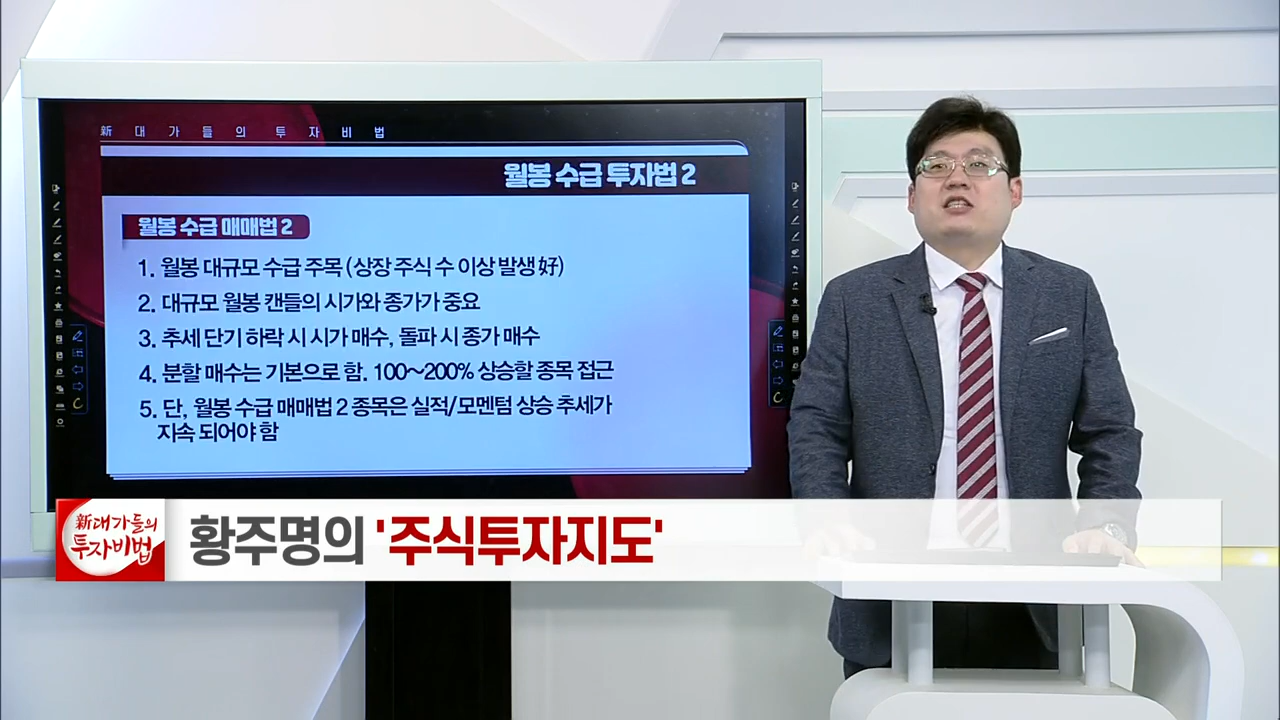 新 대 가 들 의 투 자 비 법
월봉 수급 투자법 2
월봉 수급 매매법 2
1. 월봉 대규모 수급 주목 (상장 주식 수 이상 발생 好)
2. 대규모 월봉 캔들의 시가와 종가가 중요
3. 추세 단기 하락 시 시가 매수, 돌파 시 종가 매수
4. 분할 매수는 기본으로 함. 100~200% 상승할 종목 접근
5. 단, 월봉 수급 매매법 2 종목은 실적/모멘텀 상승 추세가
지속 되어야 함
新대가들의
투자비법
황주명의 '주식투자지도'